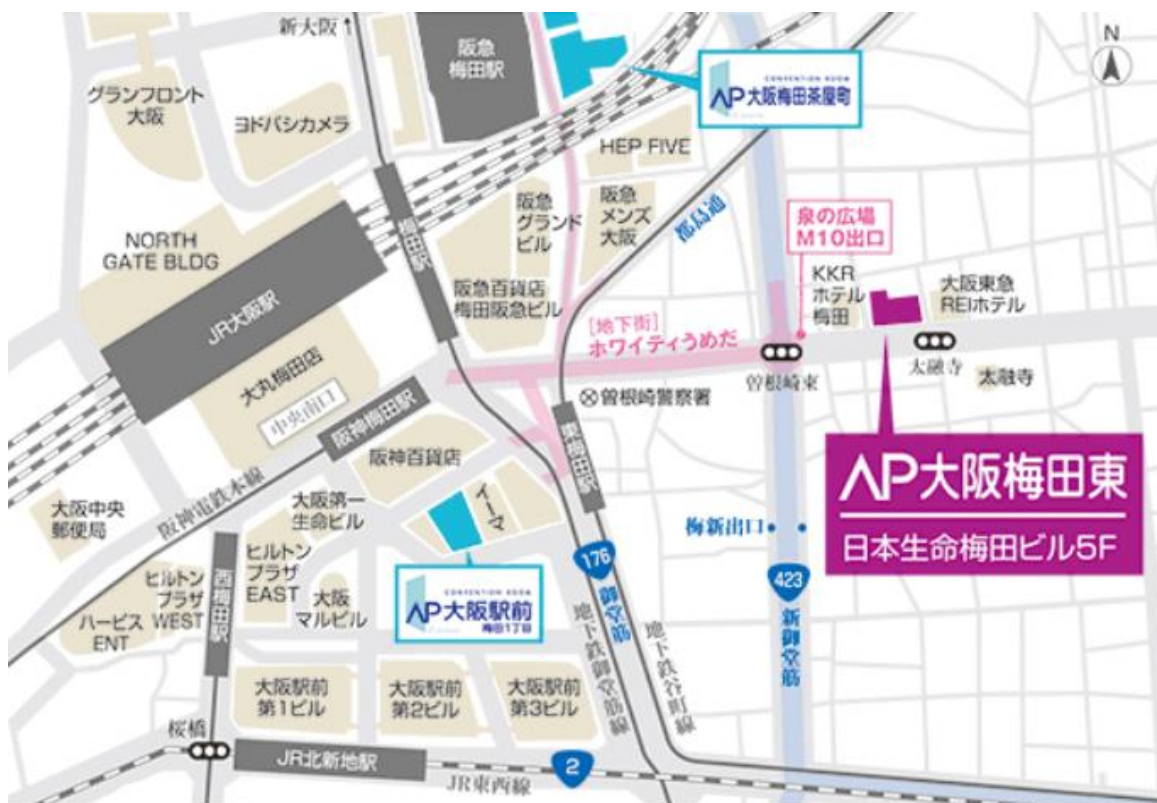 新大阪↑
阪急
梅田駅
グランフロント
大阪
ヨドバシカメラ
CONVENTION ROOM
AP大阪梅田茶屋町
N
HEP FIVE
阪急
グランド
ビル
阪急
メンズ
大阪
都島通
泉の広場
M10出口
NORTH
GATE BLDG
梅田駅
JR大阪駅
阪急百貨店
梅田阪急ビル
KKR
ホテル
梅田
大阪東急
REIホテル
[地下街]
ホワイティうめだ
曽根崎東
太融寺
太融寺
大丸梅田店
中央南口
阪神梅田駅
曽根崎警察署
東梅田駅
阪神百貨店
イーマ
阪神電鉄本線
大阪中央
郵便局
大阪第一
生命ビル
AP大阪梅田東
日本生命梅田ビル5F
梅新出口
西梅田駅
ヒルトン
プラザ
EAST
ヒルトン
プラザ
WEST
大阪
マルビル
ハービス
ENT
CONVENTION ROOM
AP大阪駅前
梅田1丁目
176
御堂筋
423
新御堂筋
地下鉄御堂筋線
地下鉄谷町線
大阪駅前
第1ビル
大阪駅前
第2ビル
大阪駅前
第3ビル
桜橋
JR北新地駅
JR東西線
2